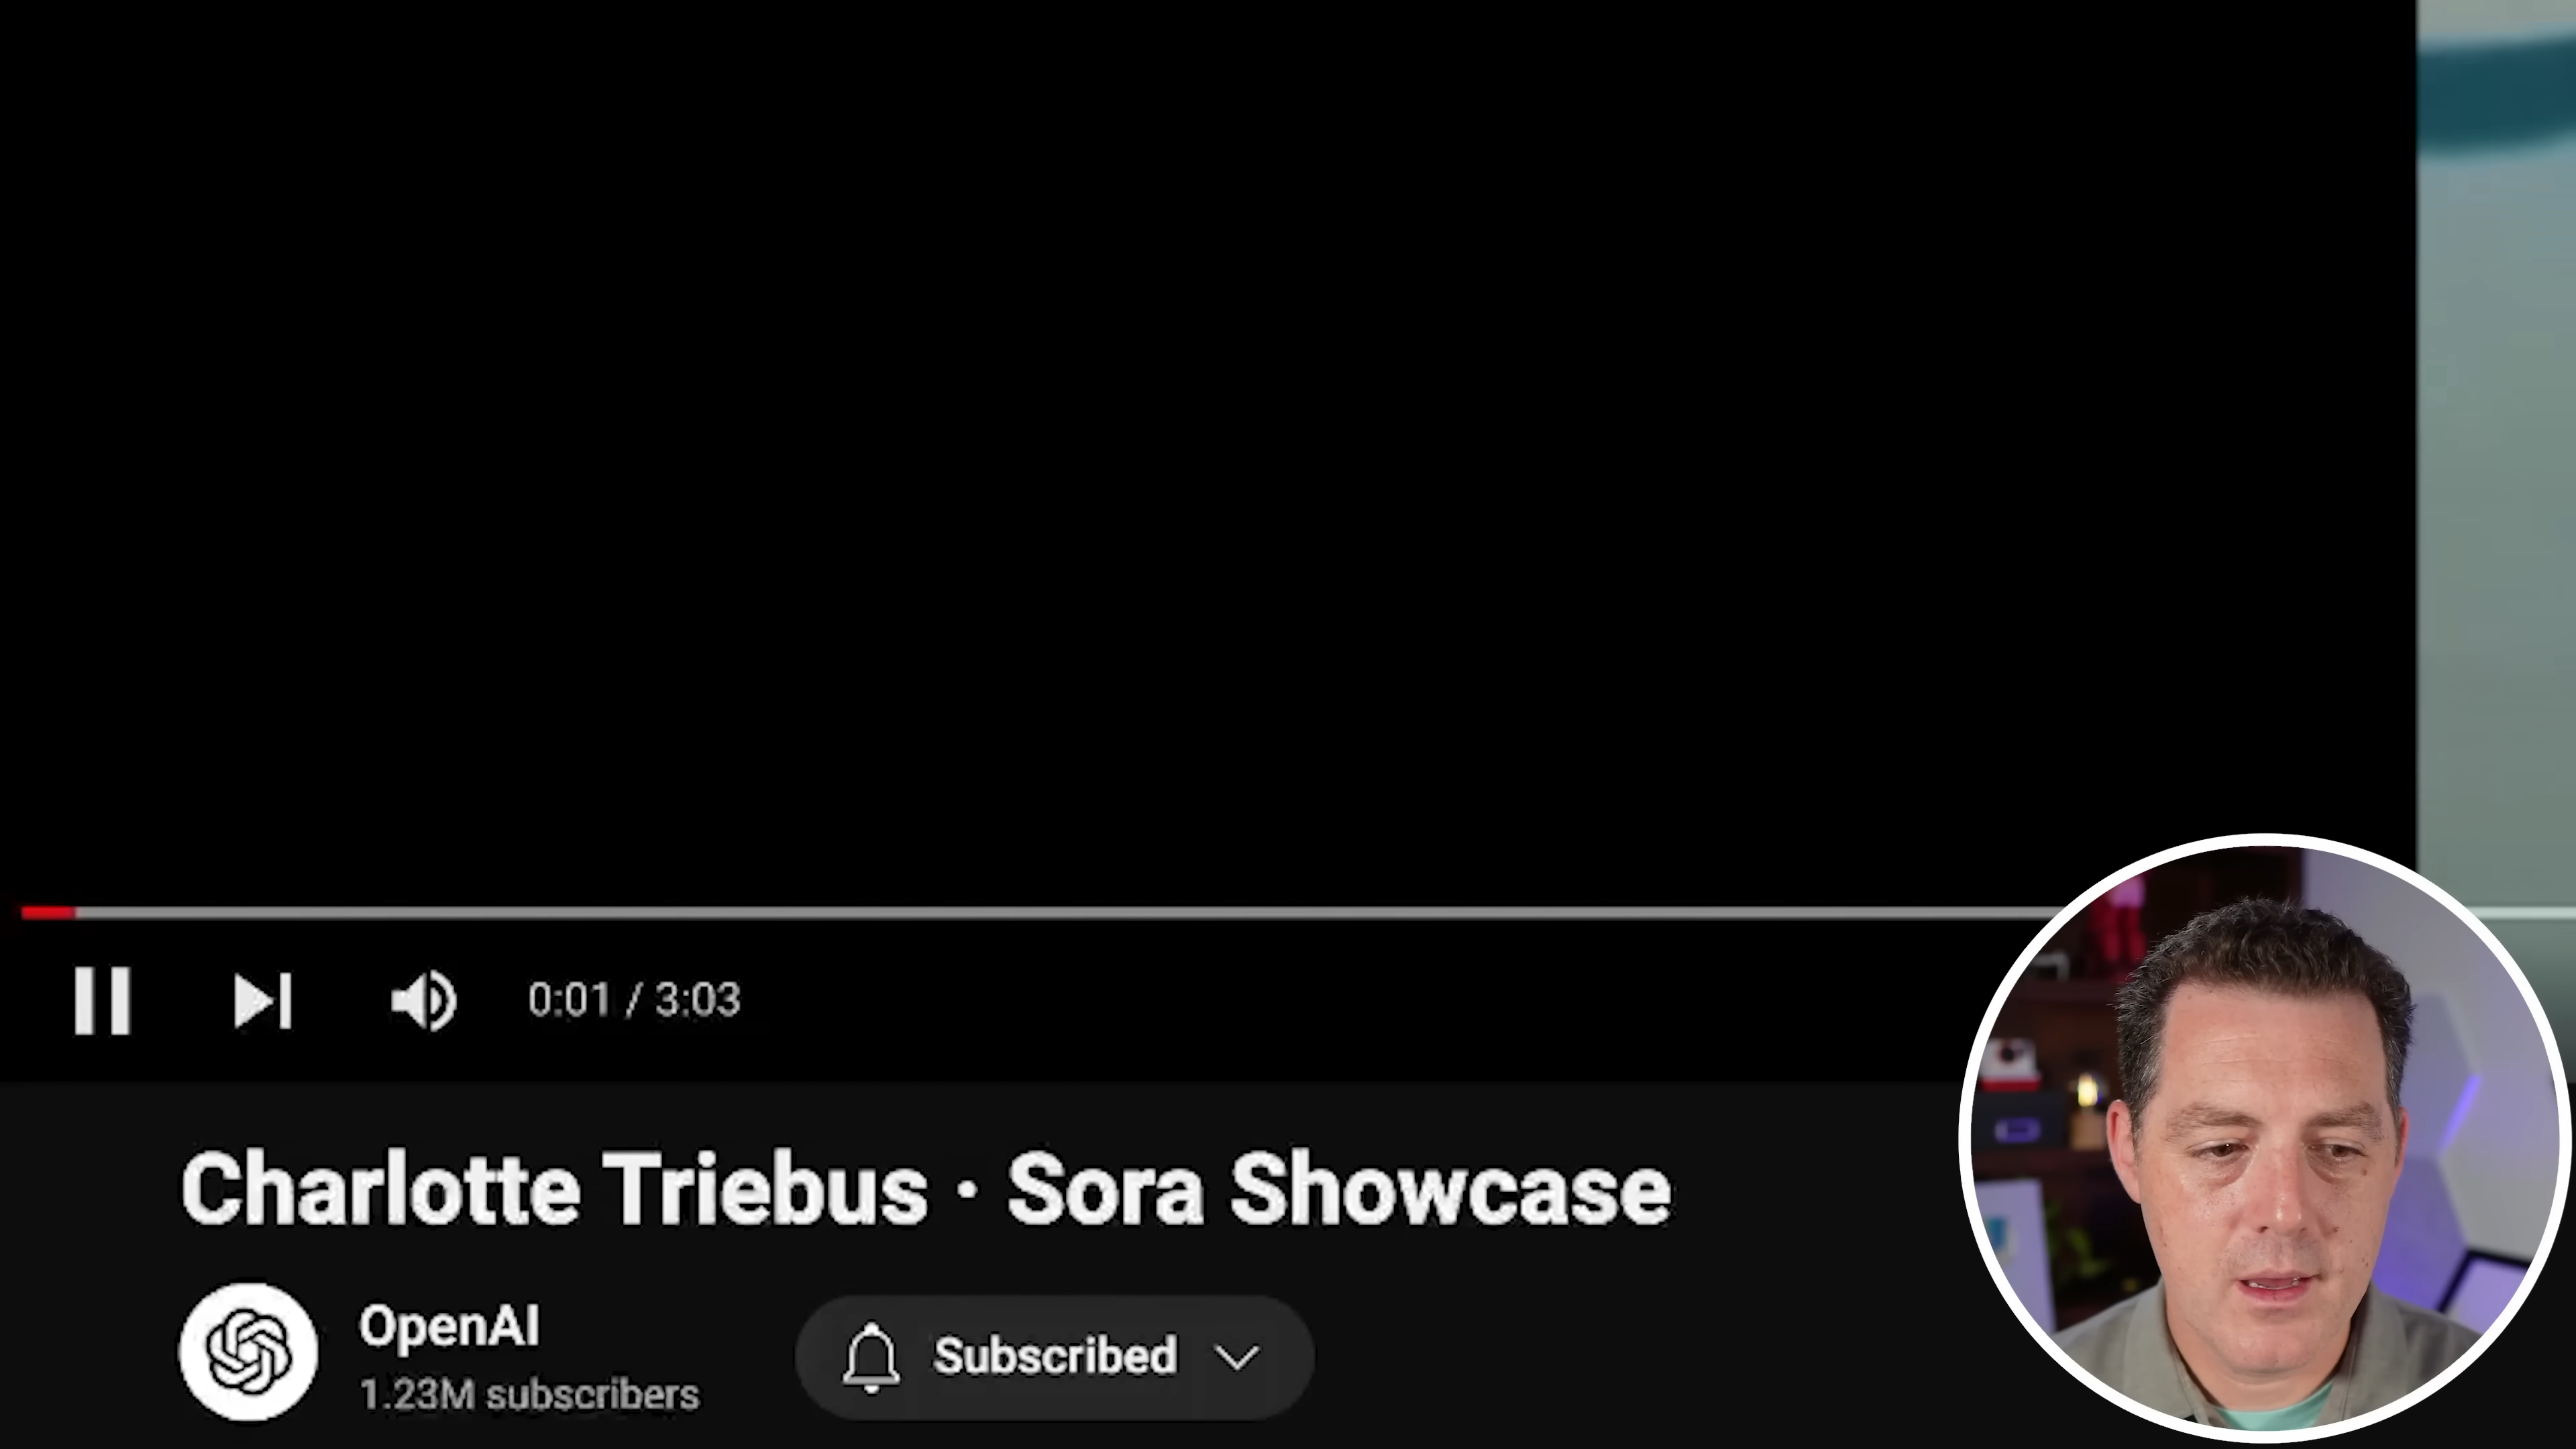 0:01 / 3:03
Charlotte Triebus · Sora Showcase
OpenAI
1.23M subscribers
Subscribed